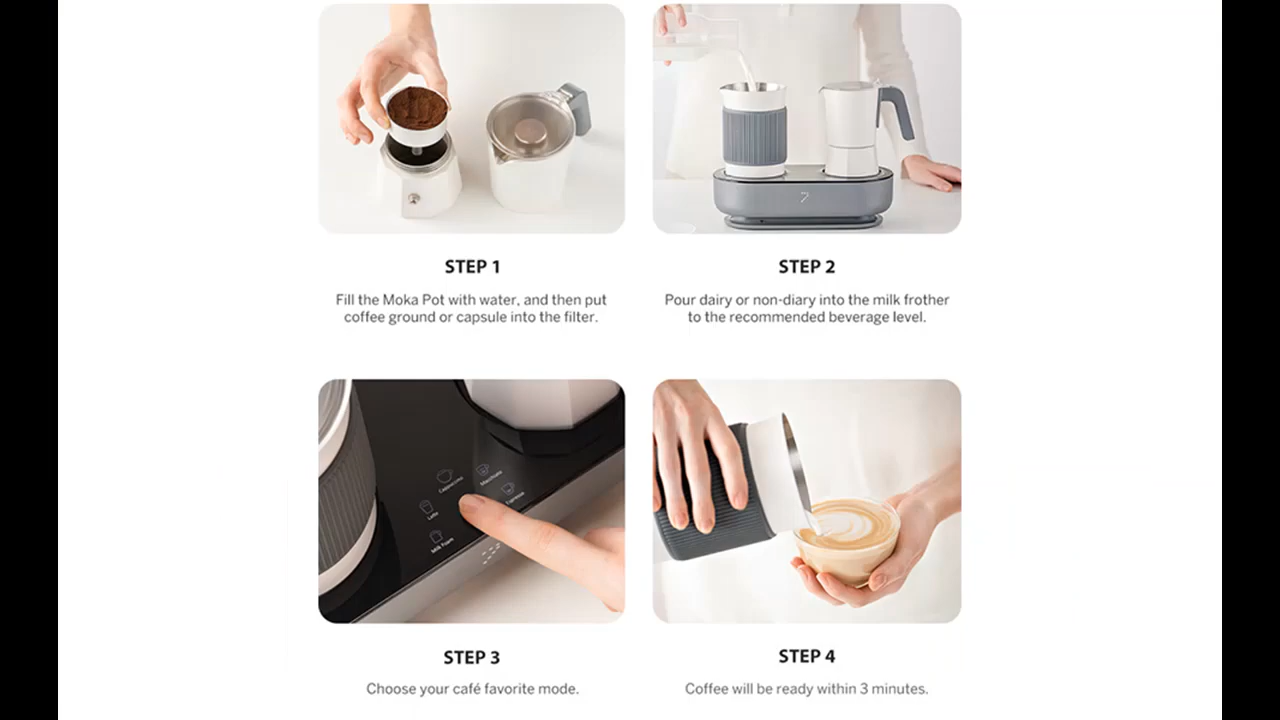 STEP 1
Fill the Moka Pot with water, and then put
coffee ground or capsule into the filter.
STEP 2
Pour dairy or non-diary into the milk frother
to the recommended beverage level.
Cappuccino
Macchiato
Espresso
Latte
Milk Foam
STEP 3
Choose your café favorite mode.
STEP 4
Coffee will be ready within 3 minutes.